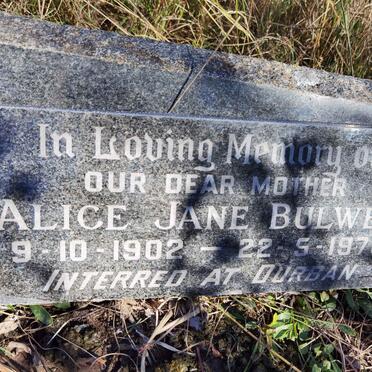 In Loving Memory o
OUR DEAR MOTHER
ALICE JANE BULWE
9-10-1902 — 22-5-197
INTERRED AT DURBAN